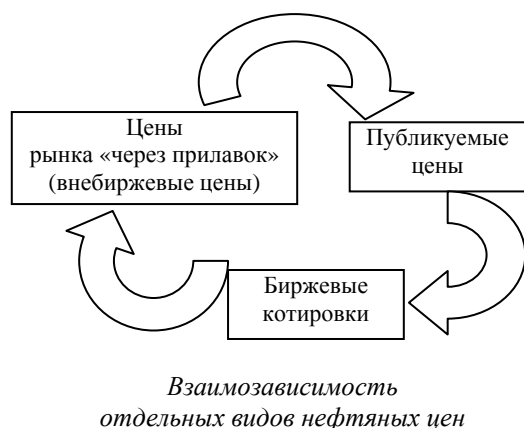 Цены
рынка «через прилавок»
(внебиржевые цены)
Публикуемые
цены
Биржевые
котировки
Взаимозависимость
отдельных видов нефтяных цен